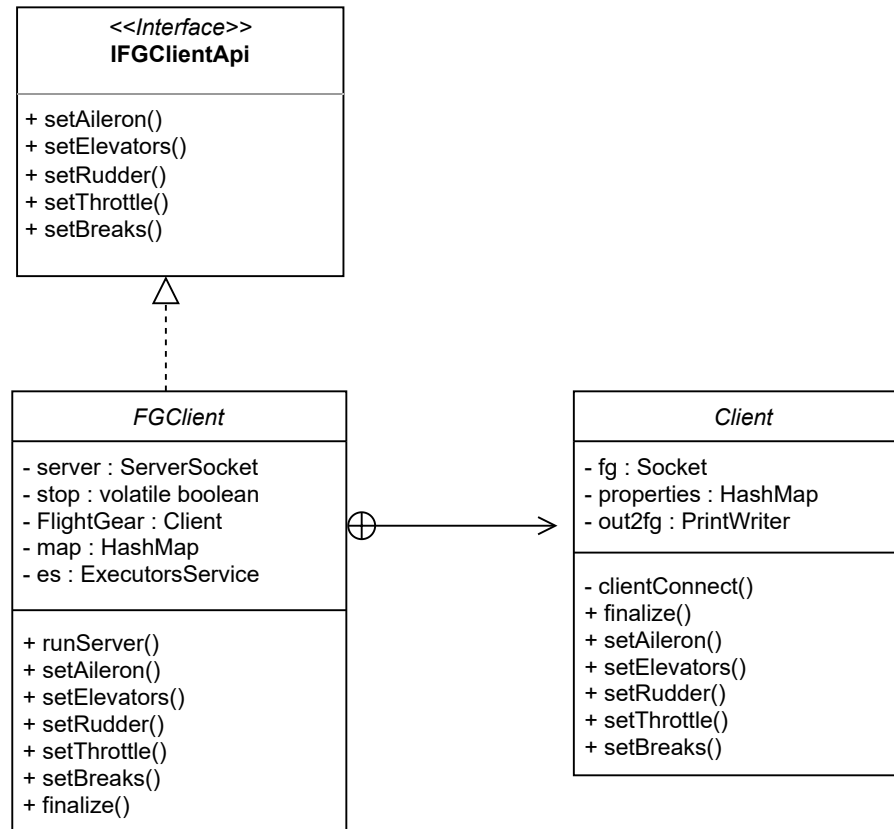 <<Interface>>
IFGClientApi
+ setAileron()
+ setElevators()
+ setRudder()
+ setThrottle()
+ setBreaks()
FGClient
- server : ServerSocket
- stop : volatile boolean
- FlightGear : Client
- map : HashMap
- es : ExecutorsService
+ runServer()
+ setAileron()
+ setElevators()
+ setRudder()
+ setThrottle()
+ setBreaks()
+ finalize()
Client
- fg : Socket
- properties : HashMap
- out2fg : PrintWriter
- clientConnect()
+ finalize()
+ setAileron()
+ setElevators()
+ setRudder()
+ setThrottle()
+ setBreaks()